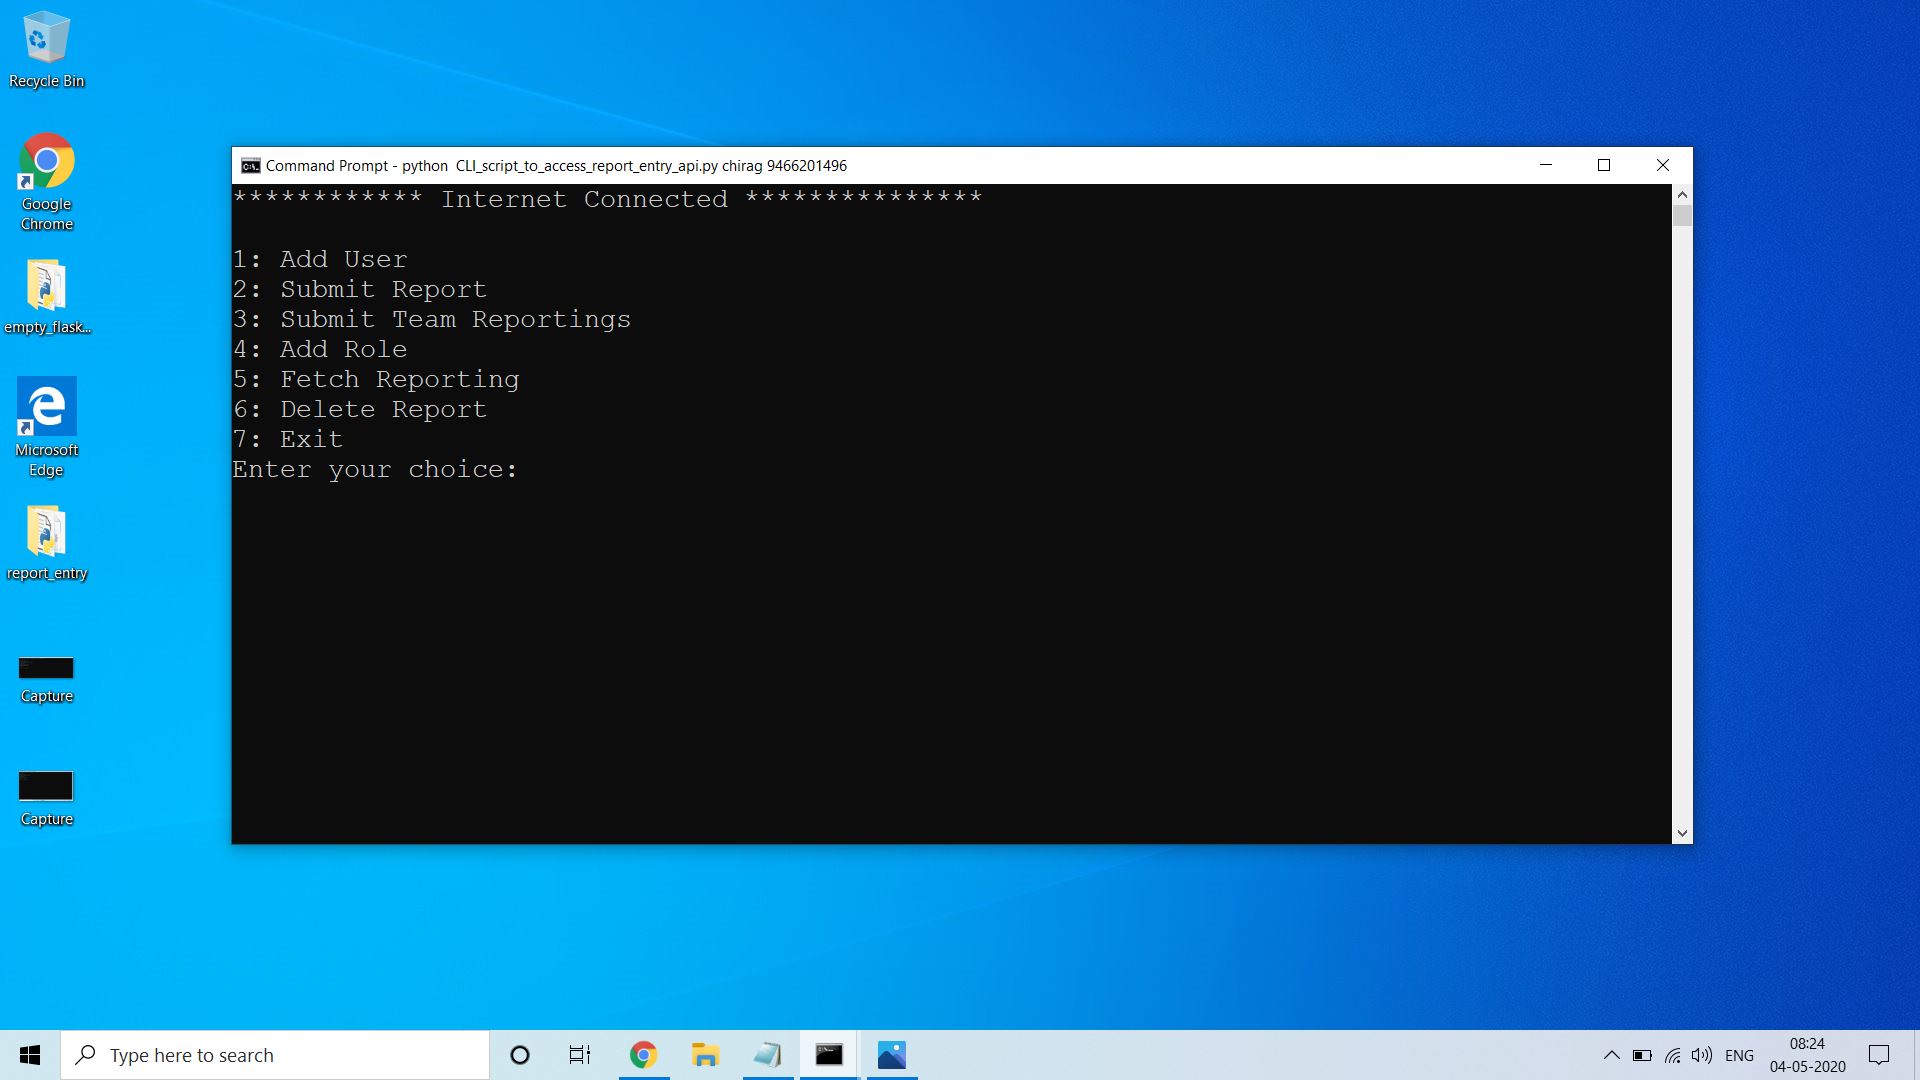 Recycle Bin
Google
Chrome
empty_flask...
Microsoft
Edge
report_entry
Capture
Capture
Command Prompt - python  CLI_script_to_access_report_entry_api.py chirag 9466201496
************ Internet Connected ***************
1: Add User
2: Submit Report
3: Submit Team Reportings
4: Add Role
5: Fetch Reporting
6: Delete Report
7: Exit
Enter your choice:
Type here to search
ENG
08:24
04-05-2020